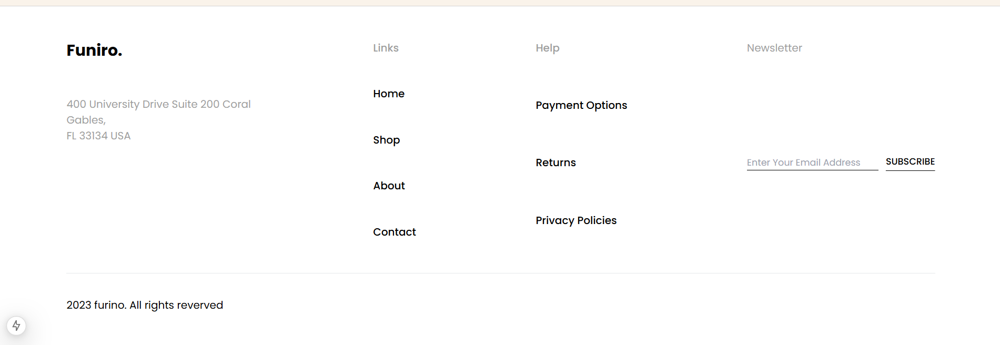 Funiro.
400 University Drive Suite 200 Coral
Gables,
FL 33134 USA
Links
Home
Shop
About
Contact
Help
Payment Options
Returns
Privacy Policies
Newsletter
Enter Your Email Address SUBSCRIBE
2023 furino. All rights reverved